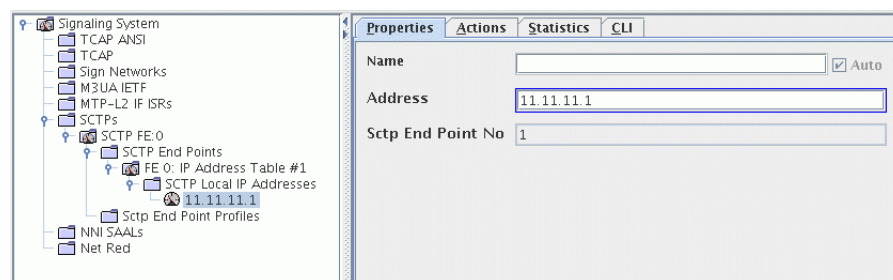 Signaling System
TCAP ANSI
TCAP
Sign Networks
M3UA IETF
MTP-L2 IF ISRs
SCTPs
SCTP FE:0
SCTP End Points
FE 0: IP Address Table #1
SCTP Local IP Addresses
11.11.11.1
Sctp End Point Profiles
NNI SAALs
Net Red
Properties Actions Statistics CLI
Name Auto
Address 11.11.11.1
Sctp End Point No 1